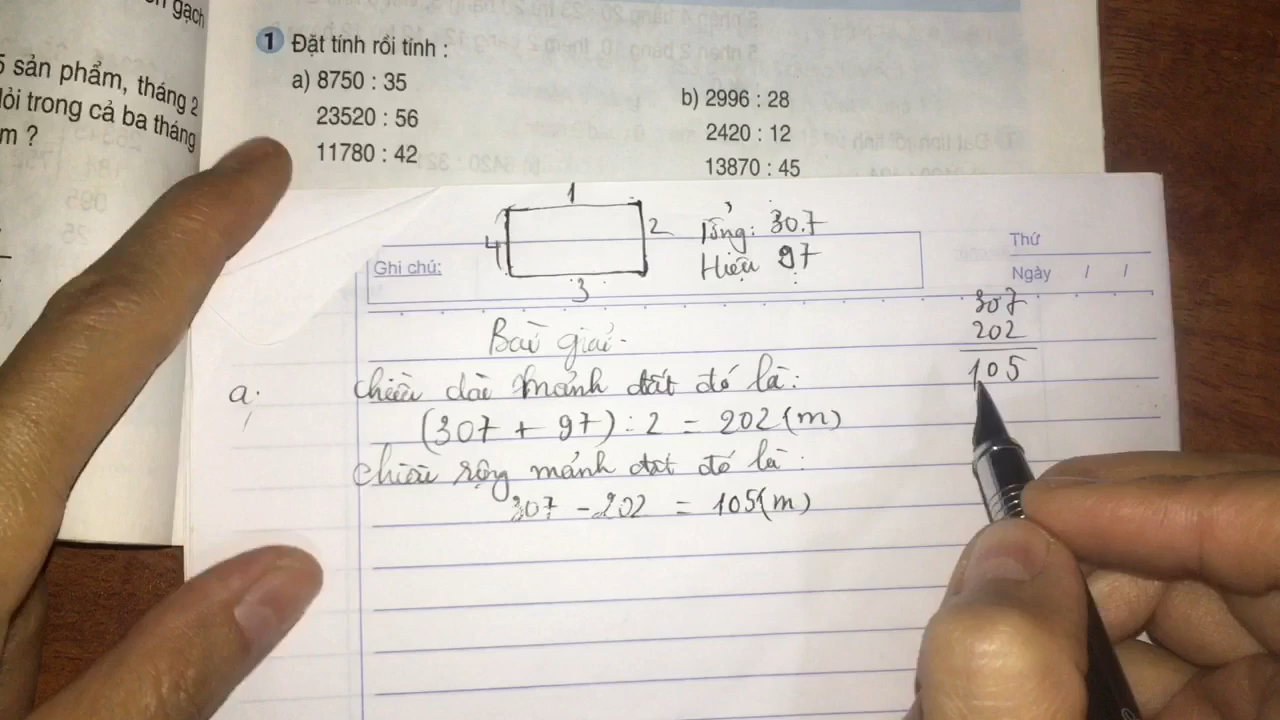 gạch
5 sản phẩm, tháng 2
lỏi trong cả ba tháng
m ?
1 Đặt tính rồi tính :
a) 8750 : 35
23520 : 56
11780 : 42
b) 2996 : 28
2420 : 12
13870 : 45
1
2
3
4
Tổng: 307
Hiệu 97
Ghi chú:
Thứ
Ngày / /
307
202
105
Bài giải.
a.
chiều dài mảnh đất đó là:
(307 + 97) : 2 = 202 (m)
chiều rộng mảnh đất đó là:
307 - 202 = 105 (m)